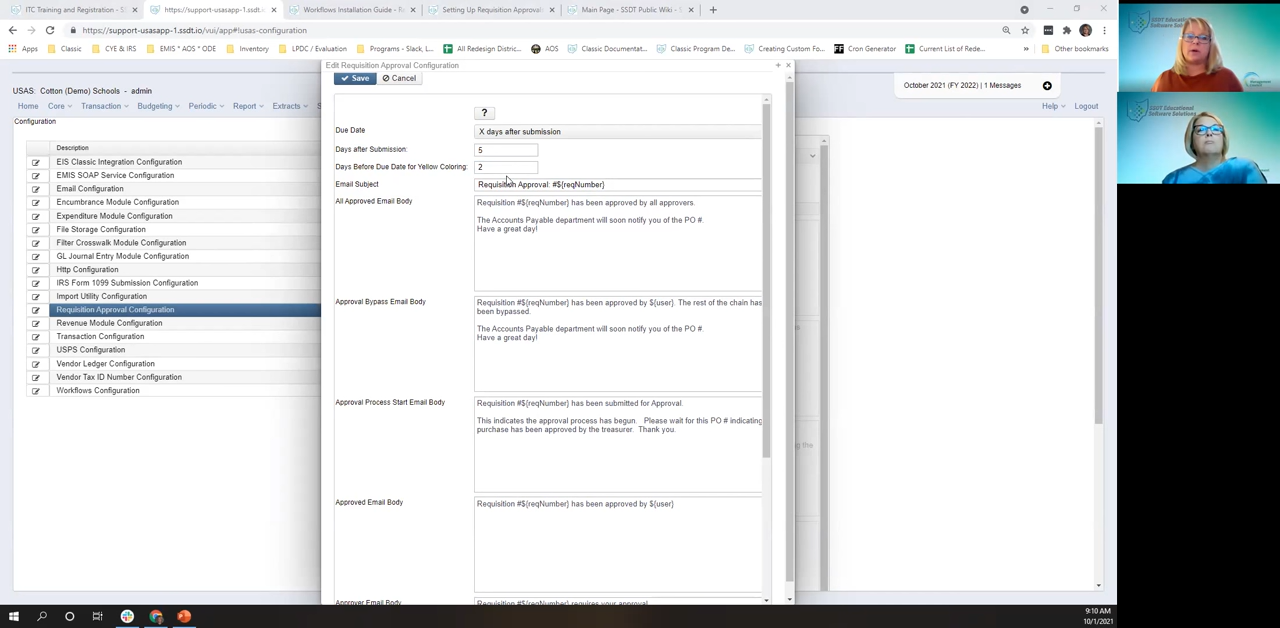 ITC Training and Registration - S
https://support-usasapp-1.ssdt.io
Workflows Installation Guide - R
Setting Up Requisition Approval
Main Page - SSDT Public Wiki -
https://support-usasapp-1.ssdt.io/vui/app#!usas-configuration
Apps
Classic
CYE & IRS
EMIS * AOS * ODE
Inventory
LPDC / Evaluation
Programs - Slack, L
All Redesign Distric
AOS
Classic Documentat
Classic Program De
Creating Custom Fo
FF
Cron Generator
Current List of Rede
Other bookmarks
USAS: Cotton (Demo) Schools - admin
October 2021 (FY 2022) | 1 Messages
Home
Core
Transaction
Budgeting
Periodic
Report
Extracts
S
Help
Logout
Configuration
Description
EIS Classic Integration Configuration
EIS SOAP Service Configuration
Email Configuration
Encumbrance Module Configuration
Expenditure Module Configuration
File Storage Configuration
Filter Crosswalk Module Configuration
GL Journal Entry Module Configuration
Http Configuration
IRS Form 1099 Submission Configuration
Import Utility Configuration
Requisition Approval Configuration
Revenue Module Configuration
Transaction Configuration
USPS Configuration
Vendor Ledger Configuration
Vendor Tax ID Number Configuration
Workflows Configuration
Edit Requisition Approval Configuration
Save
Cancel
?
Due Date
X days after submission
Days after Submission:
5
Days Before Due Date for Yellow Coloring:
2
Email Subject
Requisition Approval: #${reqNumber}
All Approved Email Body
Requisition #${reqNumber} has been approved by all approvers.
The Accounts Payable department will soon notify you of the PO #.
Have a great day!
Approval Bypass Email Body
Requisition #${reqNumber} has been approved by ${user}. The rest of the chain has
been bypassed.
The Accounts Payable department will soon notify you of the PO #.
Have a great day!
Approval Process Start Email Body
Requisition #${reqNumber} has been submitted for Approval.
This indicates the approval process has begun. Please wait for this PO # indicating
purchase has been approved by the treasurer. Thank you.
Approved Email Body
Requisition #${reqNumber} has been approved by ${user}
Approver Email Body
Requisition #${reqNumber} requires your approval
ng the
9:10 AM
10/1/2021